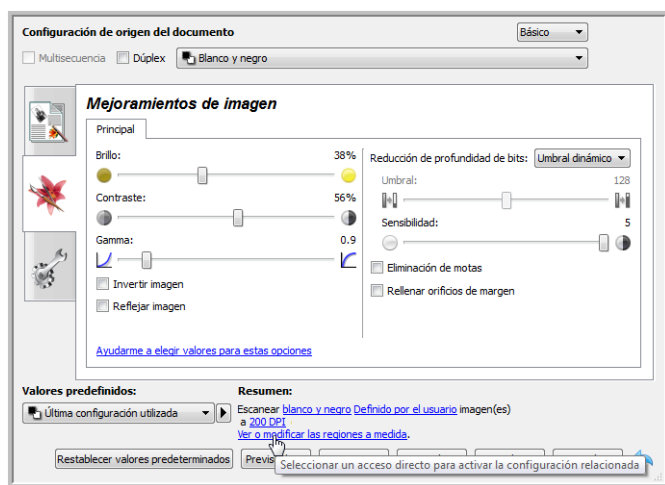 Configuración de origen del documento
Básico
Multisecuencia
Dúplex
Blanco y negro
Mejoramientos de imagen
Principal
Brillo:
38%
Contraste:
56%
Gamma:
0.9
Invertir imagen
Reflejar imagen
Ayudarme a elegir valores para estas opciones
Reducción de profundidad de bits:
Umbral dinámico
Umbral:
128
Sensibilidad:
5
Eliminación de motas
Rellenar orificios de margen
Valores predefinidos:
Última configuración utilizada
Resumen:
Escanear blanco y negro Definido por el usuario imagen(es)
a 200 DPI
Ver o modificar las regiones a medida.
Restablecer valores predeterminados
Seleccionar un acceso directo para activar la configuración relacionada